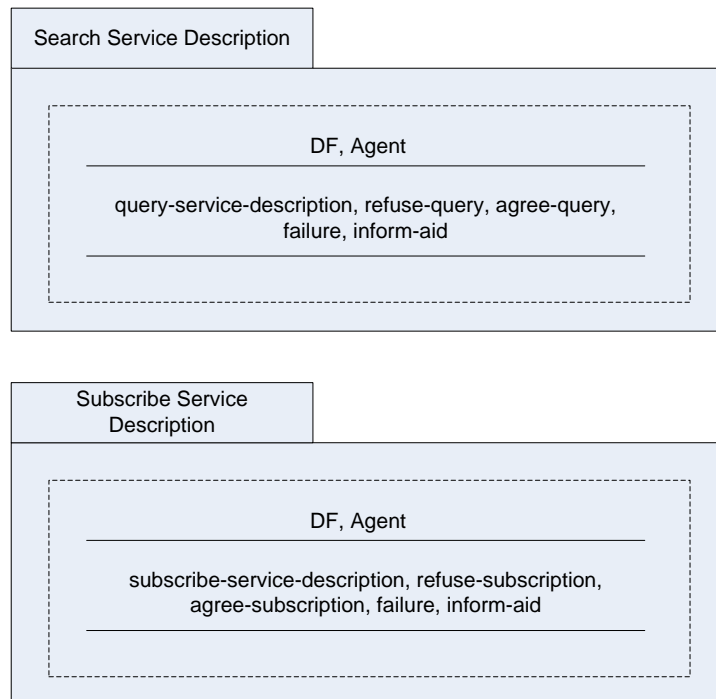 Search Service Description
DF, Agent
query-service-description, refuse-query, agree-query,
failure, inform-aid
Subscribe Service
Description
DF, Agent
subscribe-service-description, refuse-subscription,
agree-subscription, failure, inform-aid